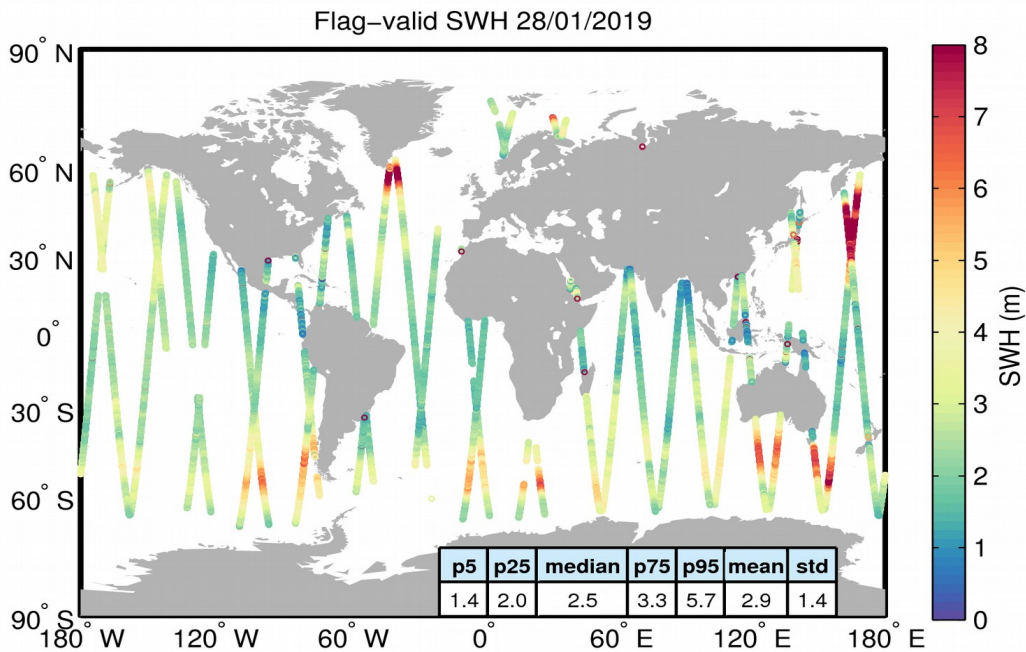 Flag−valid SWH 28/01/2019
90° N
60° N
30° N
0°
30° S
60° S
90° S
180° W
120° W
60° W
0°
60° E
120° E
180° E
p5 p25 median p75 p95 mean std
1.4 2.0 2.5 3.3 5.7 2.9 1.4
8
7
6
5
4
3
2
1
0
SWH (m)